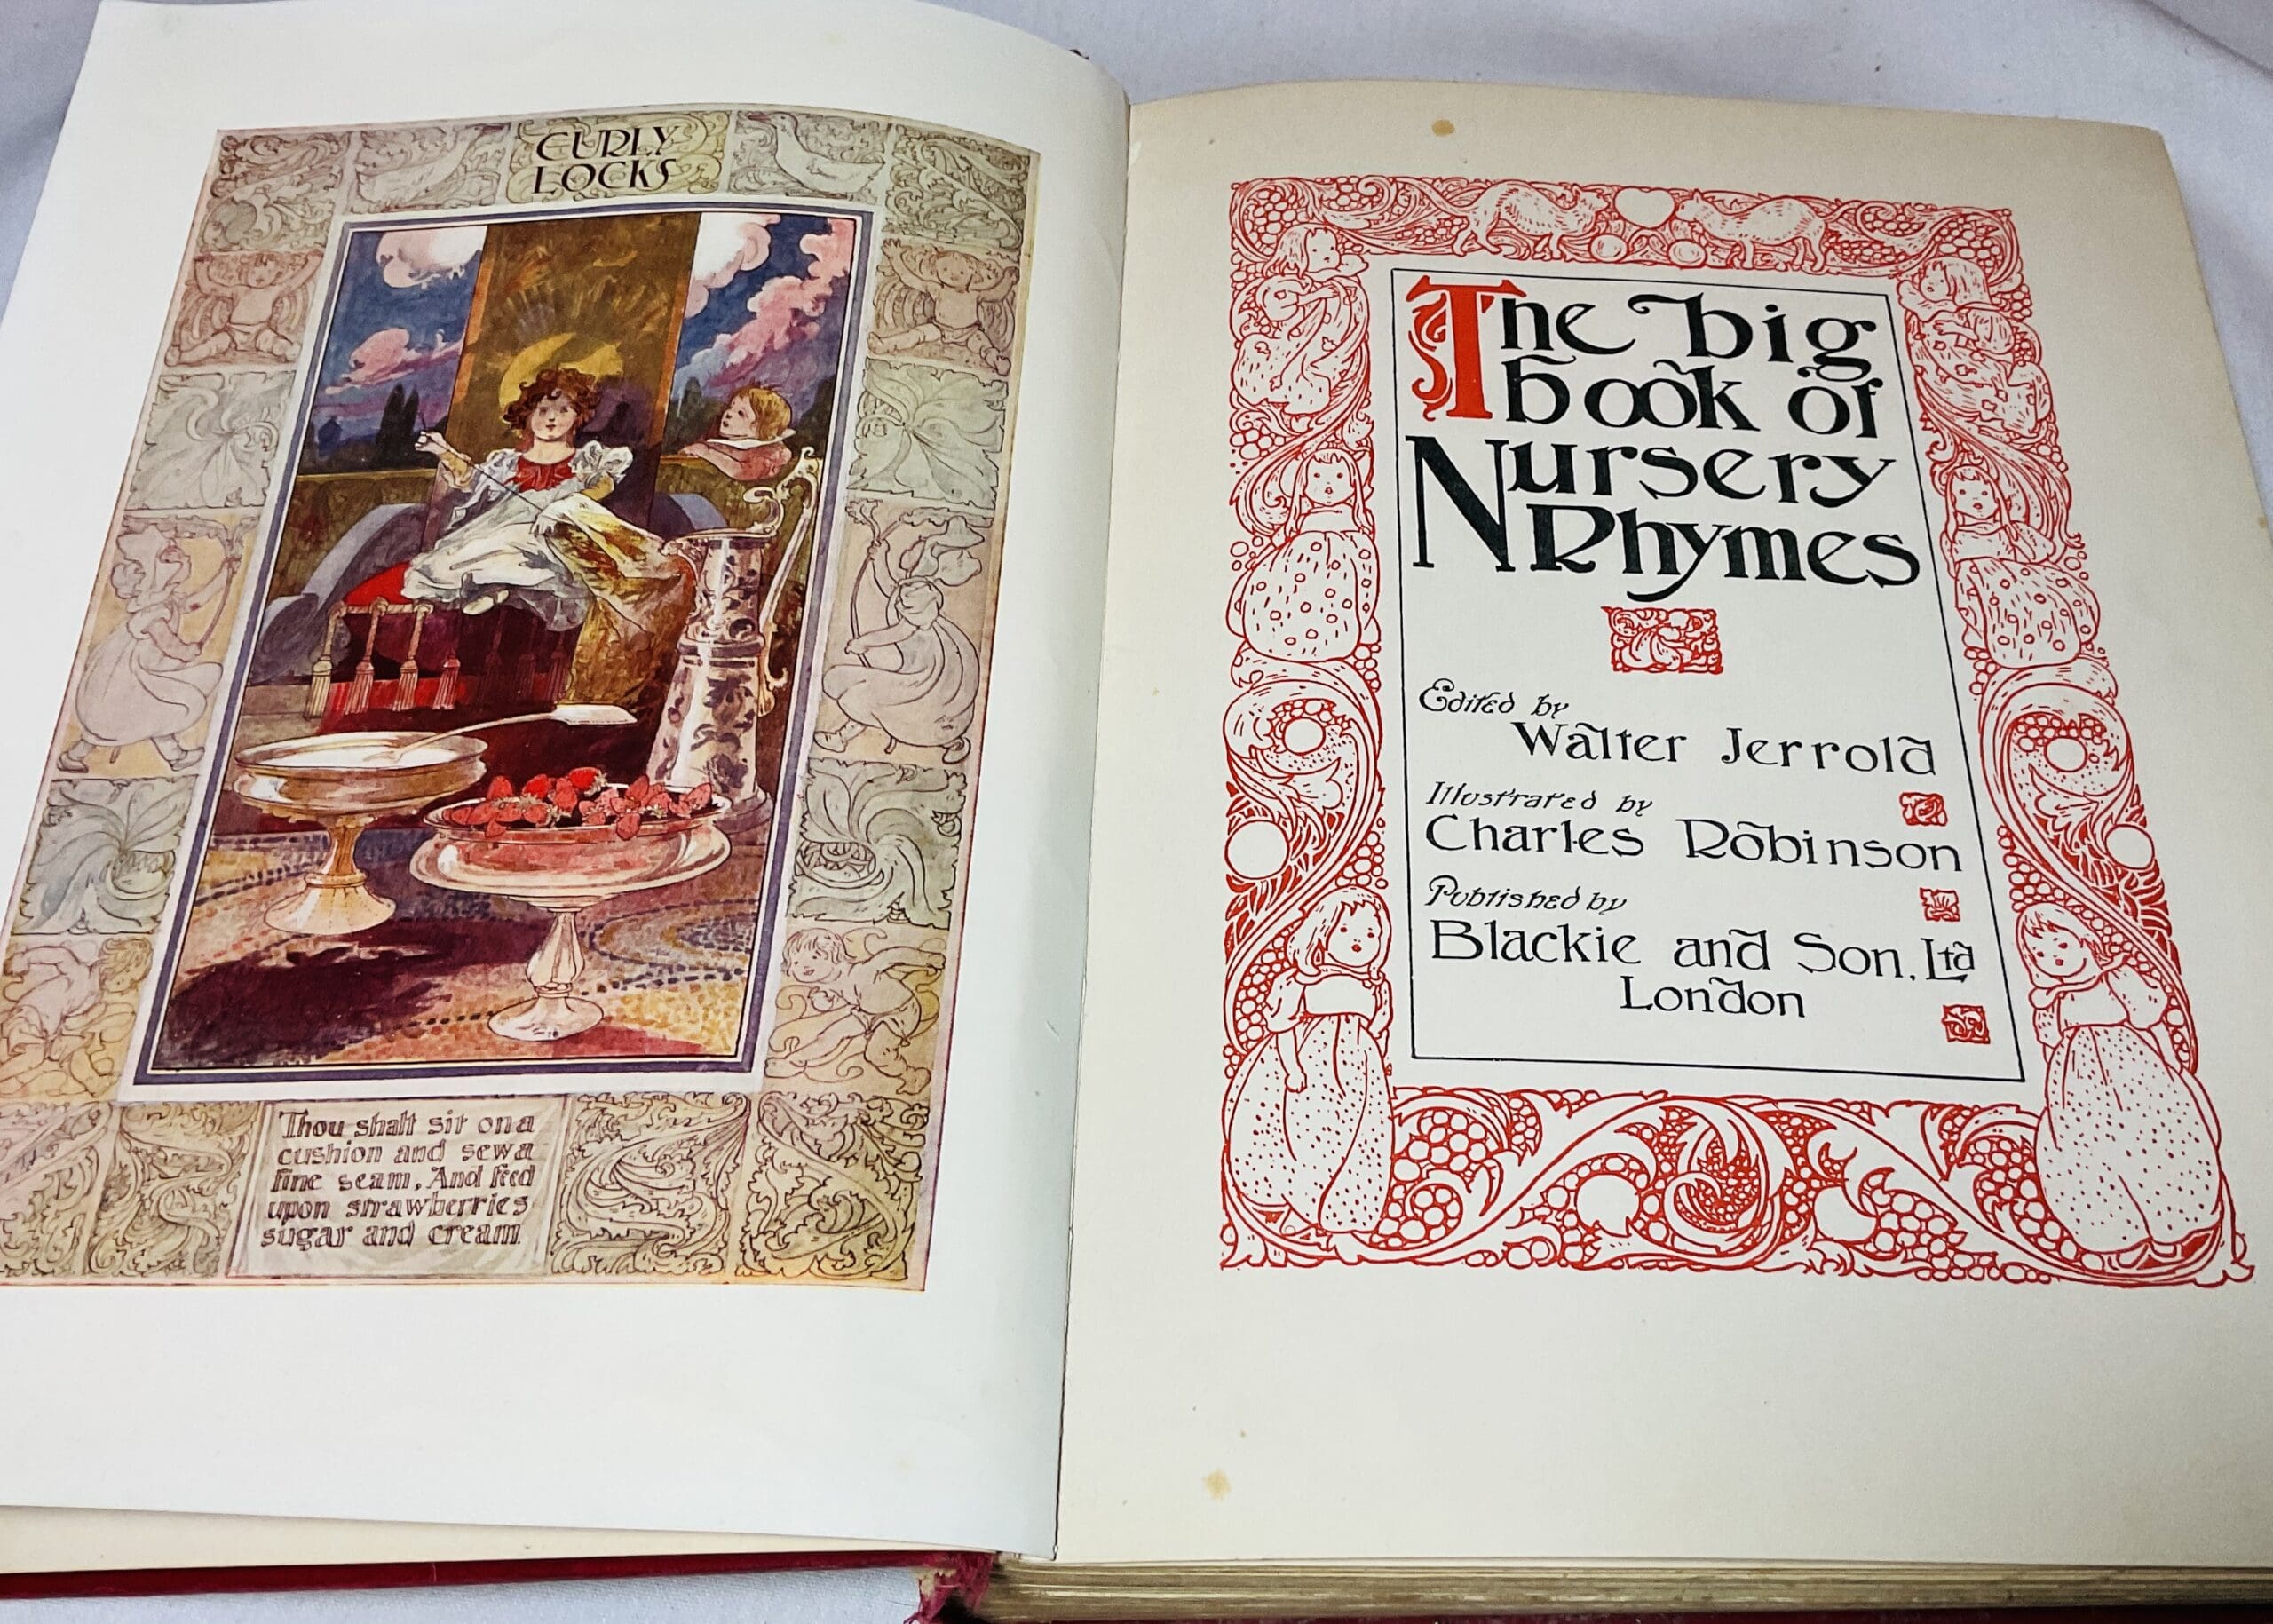 CURLY
LOCKS
Thou shalt sit on a
cushion and sew a
fine seam, And feed
upon strawberries
sugar and cream.
The big
book of
Nursery
Rhymes
Edited by
Walter Jerrold
Illustrated by
Charles Robinson
Published by
Blackie and Son, Ltd
London